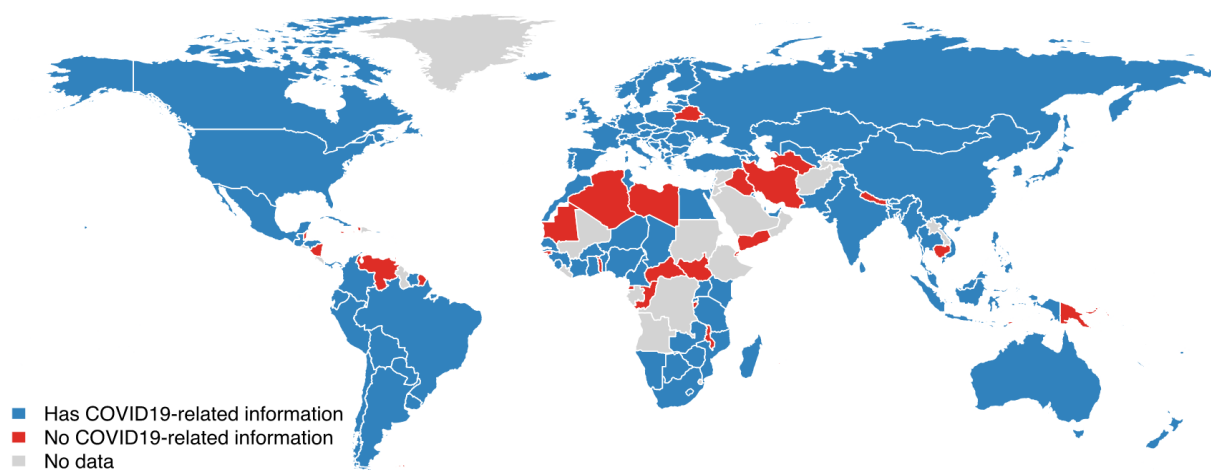 Has COVID19-related information
No COVID19-related information
No data